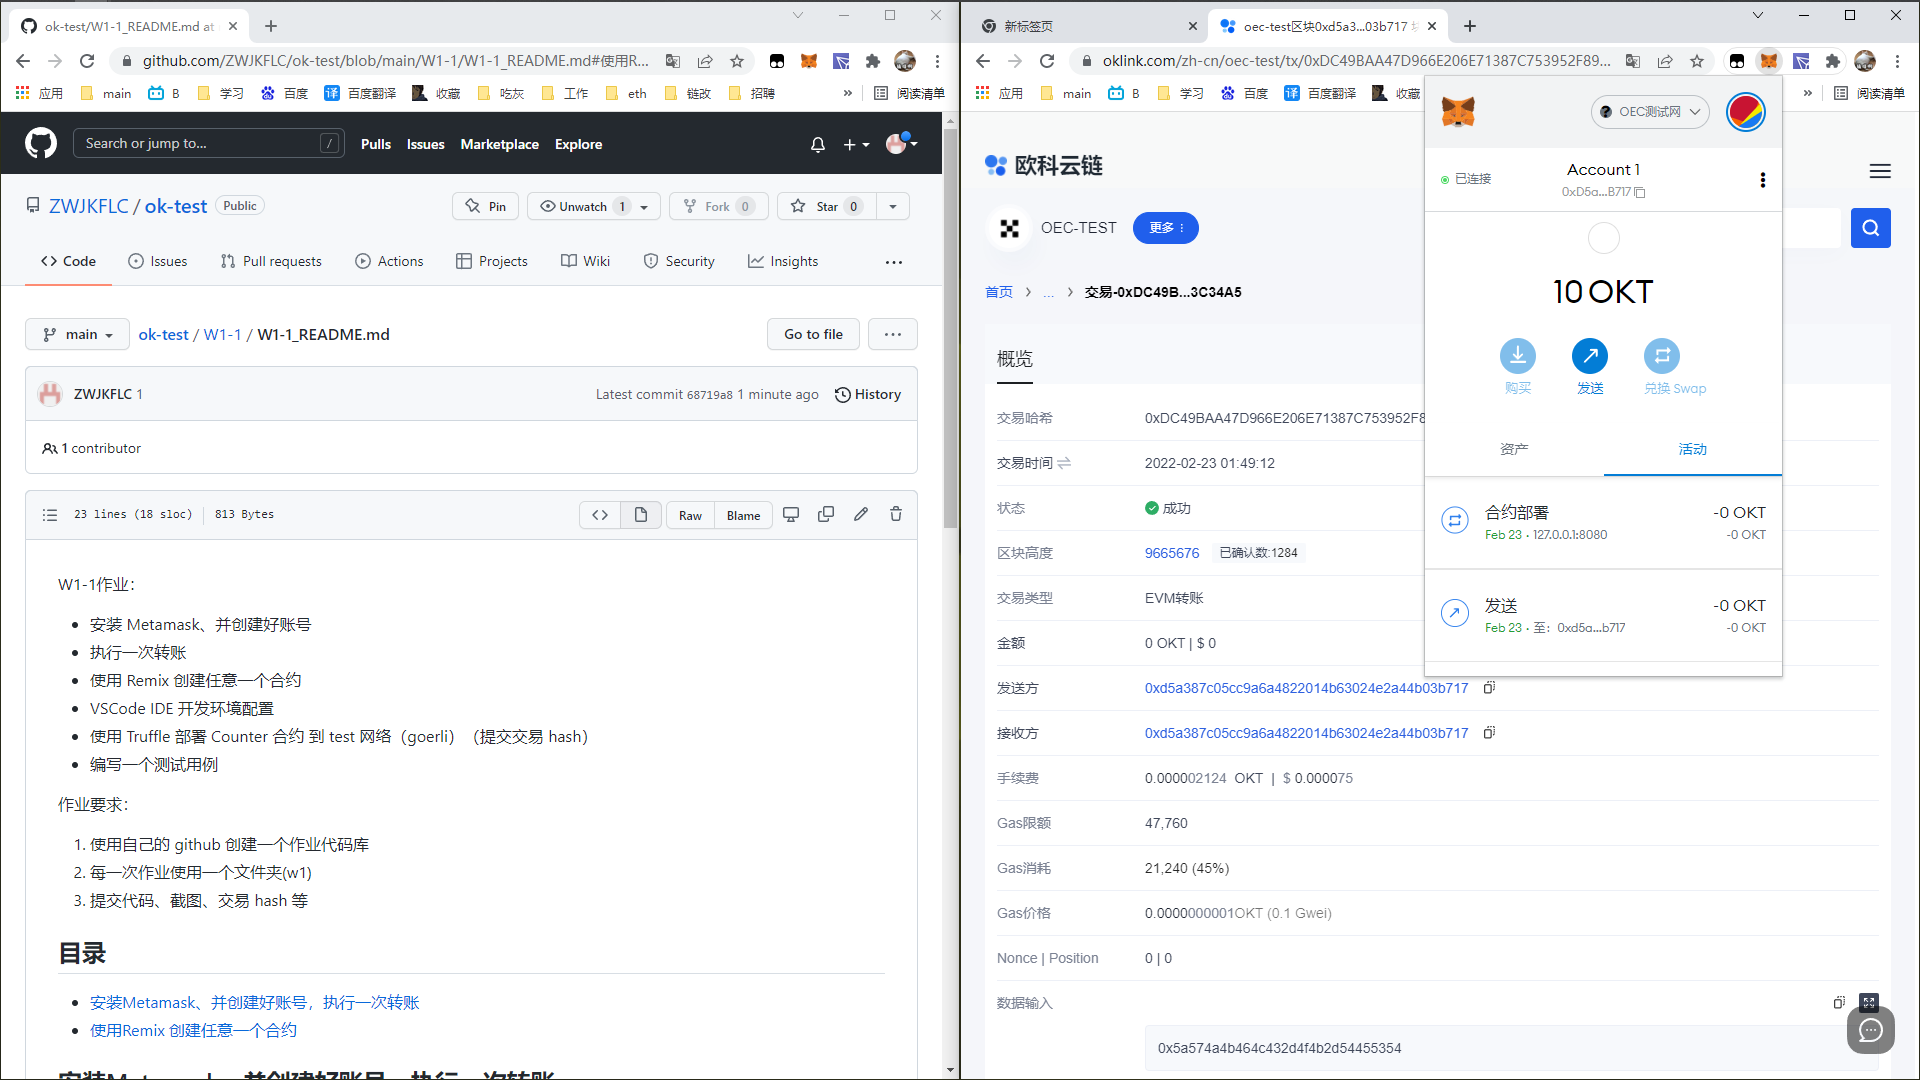 ok-test/W1-1_README.md at
github.com/ZWJKFLC/ok-test/blob/main/W1-1/W1-1_README.md#使用R...
应用 main B 学习 百度 译 百度翻译 收藏 吃灰 工作 eth 链改 招聘 » 阅读清单
Search or jump to... /
Pulls Issues Marketplace Explore
ZWJKFLC / ok-test Public
Pin Unwatch 1 Fork 0 Star 0
Code Issues Pull requests Actions Projects Wiki Security Insights ...
main ok-test / W1-1 / W1-1_README.md Go to file ...
ZWJKFLC 1 Latest commit 68719a8 1 minute ago History
1 contributor
23 lines (18 sloc) 813 Bytes Raw Blame
W1-1作业：
• 安装 Metamask、并创建好账号
• 执行一次转账
• 使用 Remix 创建任意一个合约
• VSCode IDE 开发环境配置
• 使用 Truffle 部署 Counter 合约 到 test 网络（goerli）（提交交易 hash）
• 编写一个测试用例
作业要求：
1. 使用自己的 github 创建一个作业代码库
2. 每一次作业使用一个文件夹(w1)
3. 提交代码、截图、交易 hash 等
目录
• 安装Metamask、并创建好账号，执行一次转账
• 使用Remix 创建任意一个合约
安装Metamask、并创建好账号，执行一次转账
新标签页
oec-test区块0xd5a3...03b717
oklink.com/zh-cn/oec-test/tx/0xDC49BAA47D966E206E71387C753952F89...
应用 main B 学习 百度 译 百度翻译 收藏 » 阅读清单
欧科云链
OEC-TEST 更多
首页 > ... > 交易-0xDC49B...3C34A5
概览
交易哈希 0xDC49BAA47D966E206E71387C753952F8
交易时间 2022-02-23 01:49:12
状态 成功
区块高度 9665676 已确认数:1284
交易类型 EVM转账
金额 0 OKT | $ 0
发送方 0xd5a387c05cc9a6a4822014b63024e2a44b03b717
接收方 0xd5a387c05cc9a6a4822014b63024e2a44b03b717
手续费 0.000002124 OKT | $ 0.000075
Gas限额 47,760
Gas消耗 21,240 (45%)
Gas价格 0.0000000001OKT (0.1 Gwei)
Nonce | Position 0 | 0
数据输入
0x5a574a4b464c432d4f4b2d54455354
OEC测试网
已连接
Account 1
0xD5a...B717
10 OKT
购买 发送 兑换 Swap
资产 活动
合约部署 -0 OKT
Feb 23 · 127.0.0.1:8080 -0 OKT
发送 -0 OKT
Feb 23 · 至：0xd5a...b717 -0 OKT